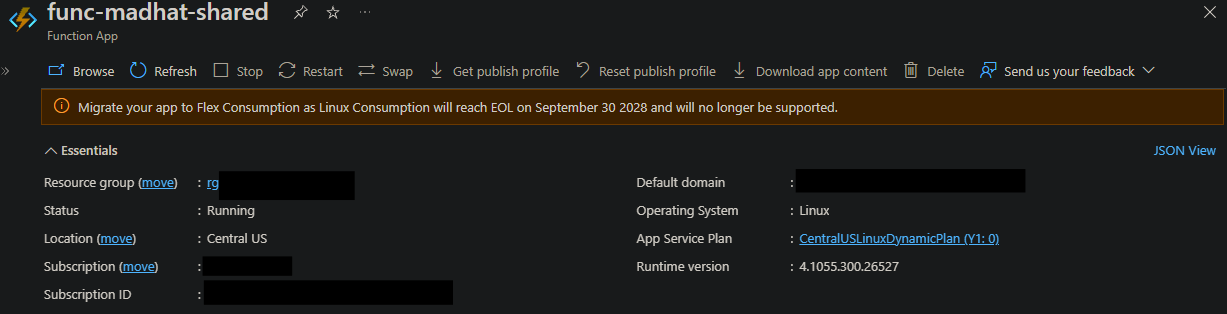 func-madhat-shared
Function App
Browse Refresh Stop Restart Swap Get publish profile Reset publish profile Download app content Delete Send us your feedback
Migrate your app to Flex Consumption as Linux Consumption will reach EOL on September 30 2028 and will no longer be supported.
Essentials JSON View
Resource group (move) : rg Default domain :
Status : Running Operating System : Linux
Location (move) : Central US App Service Plan : CentralUSLinuxDynamicPlan (Y1: 0)
Subscription (move) : Runtime version : 4.1055.300.26527
Subscription ID :